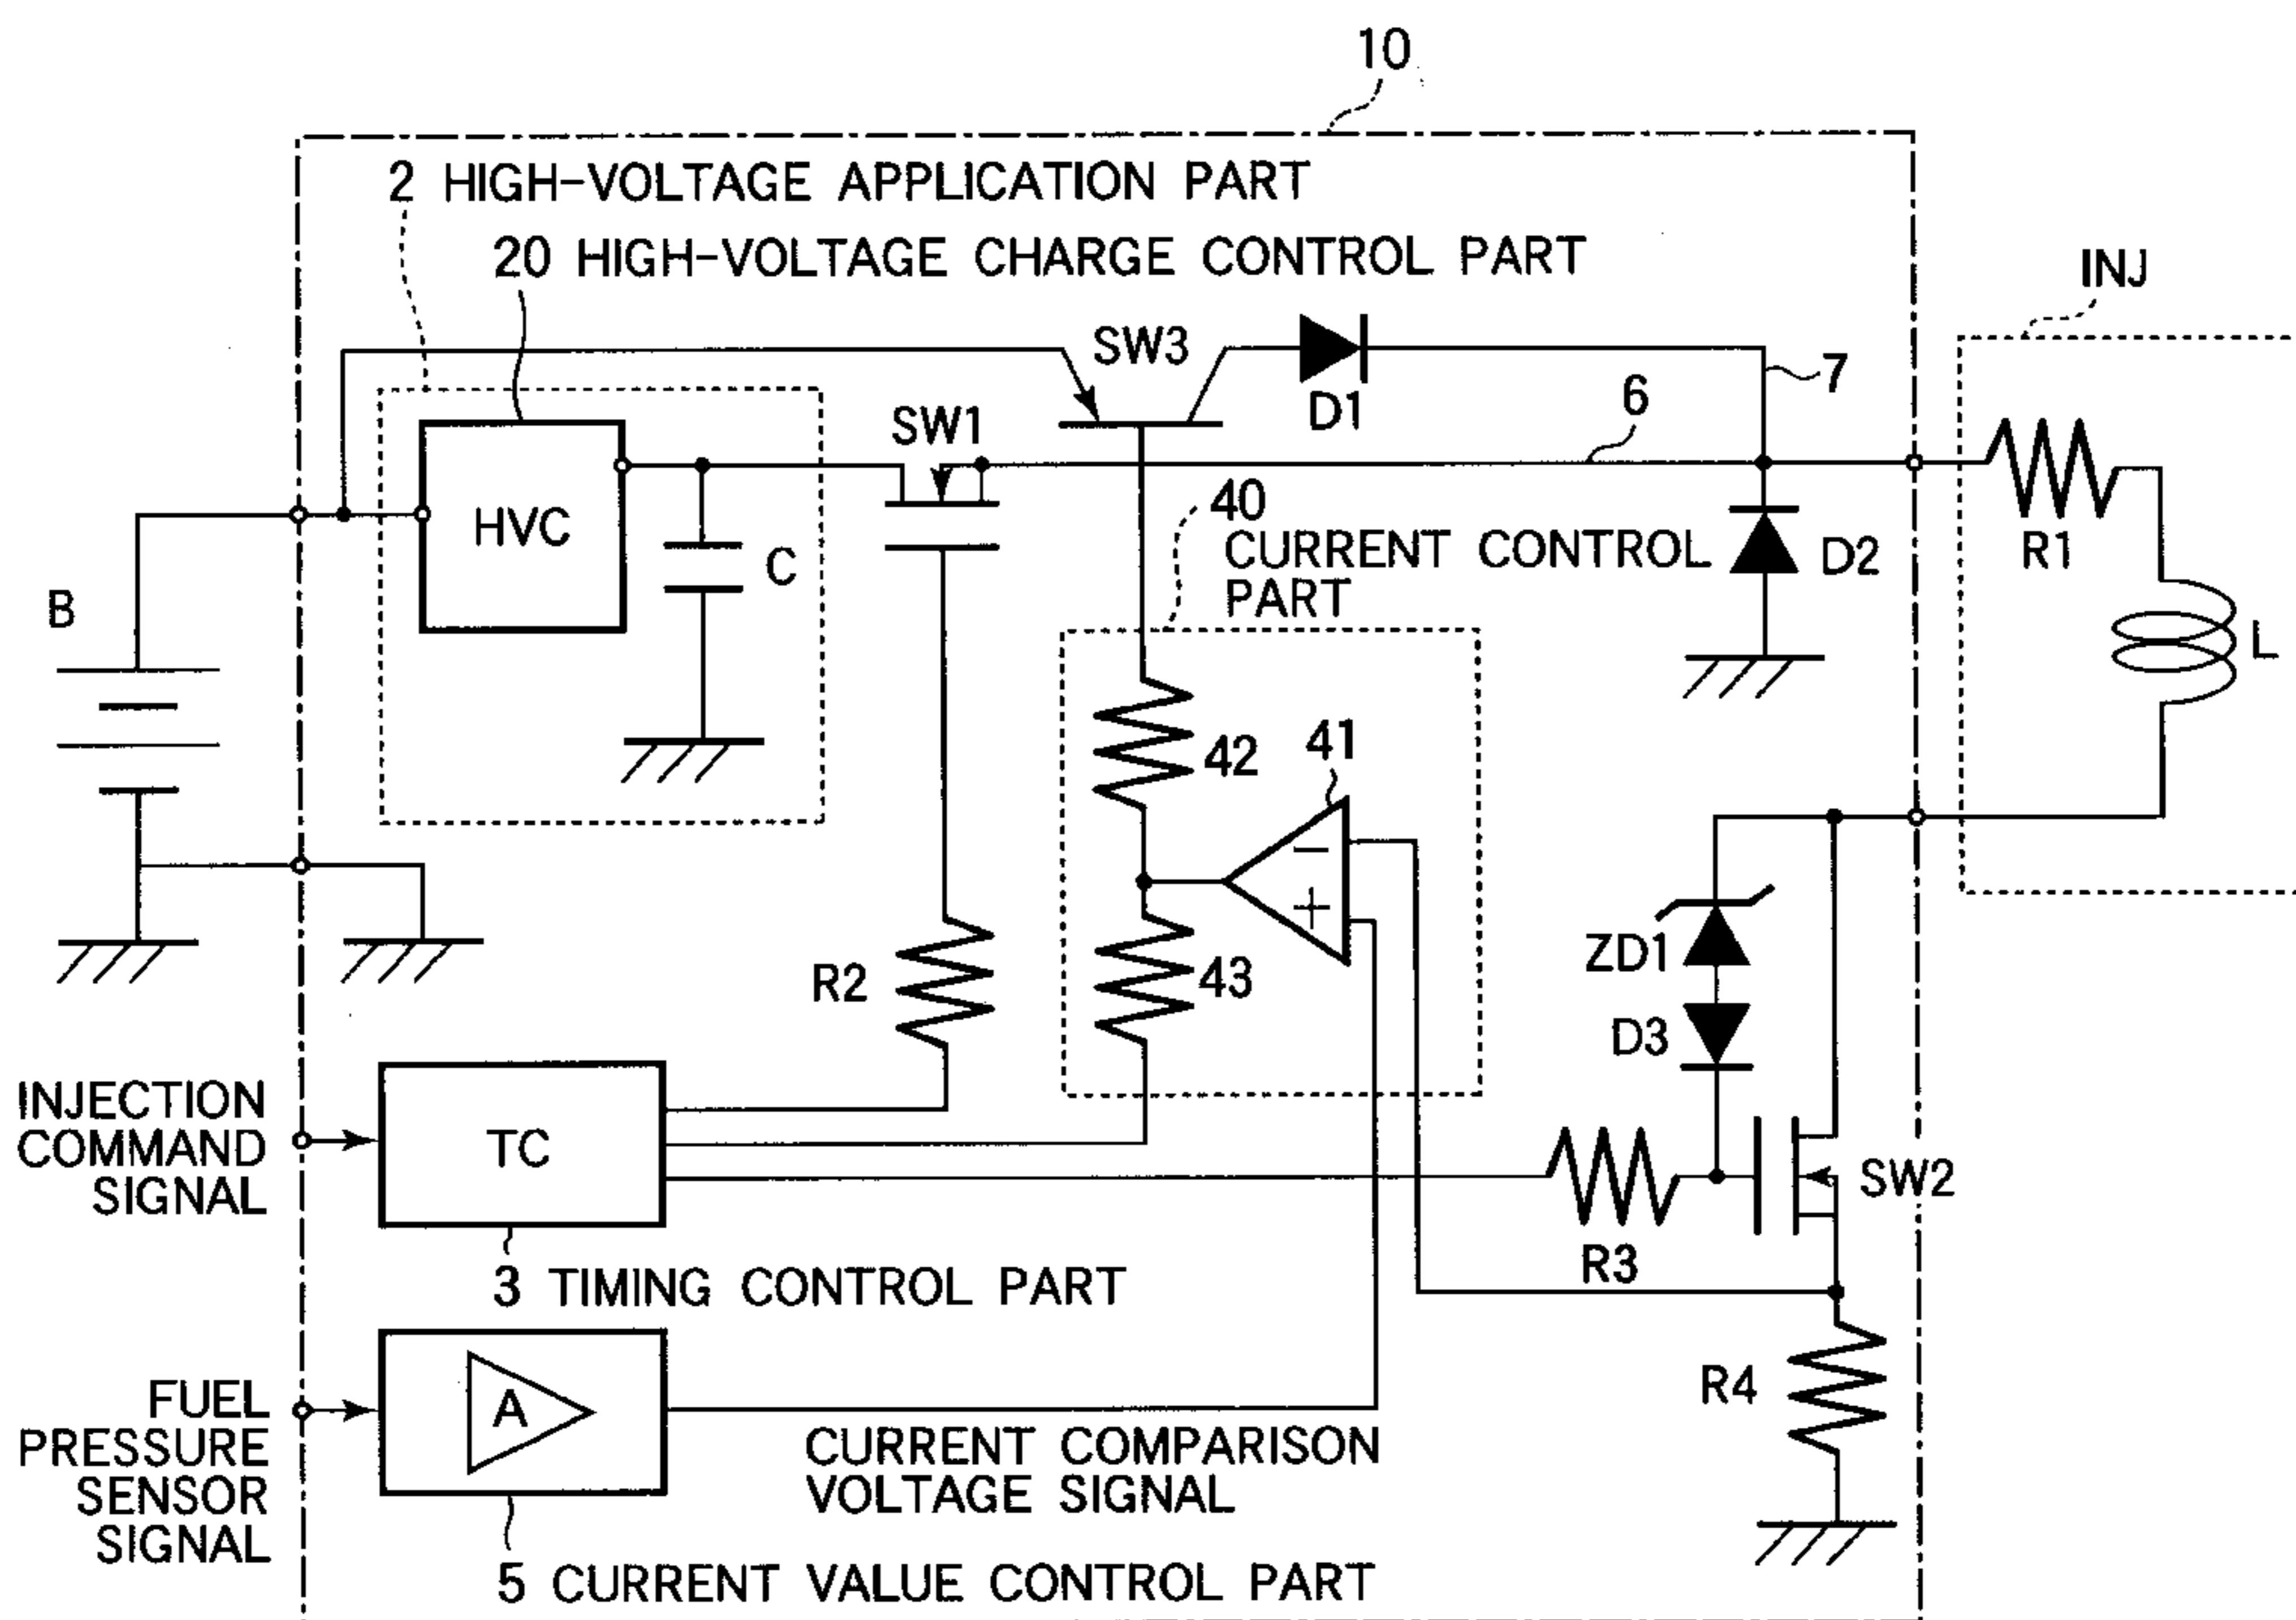 10
2 HIGH-VOLTAGE APPLICATION PART
20 HIGH-VOLTAGE CHARGE CONTROL PART
INJ
SW3
D1
7
6
SW1
HVC
C
40
CURRENT CONTROL
PART
D2
R1
L
B
42
41
−
+
43
R2
ZD1
D3
INJECTION
COMMAND
SIGNAL
TC
SW2
R3
3 TIMING CONTROL PART
FUEL
PRESSURE
SENSOR
SIGNAL
A
CURRENT COMPARISON
VOLTAGE SIGNAL
R4
5 CURRENT VALUE CONTROL PART